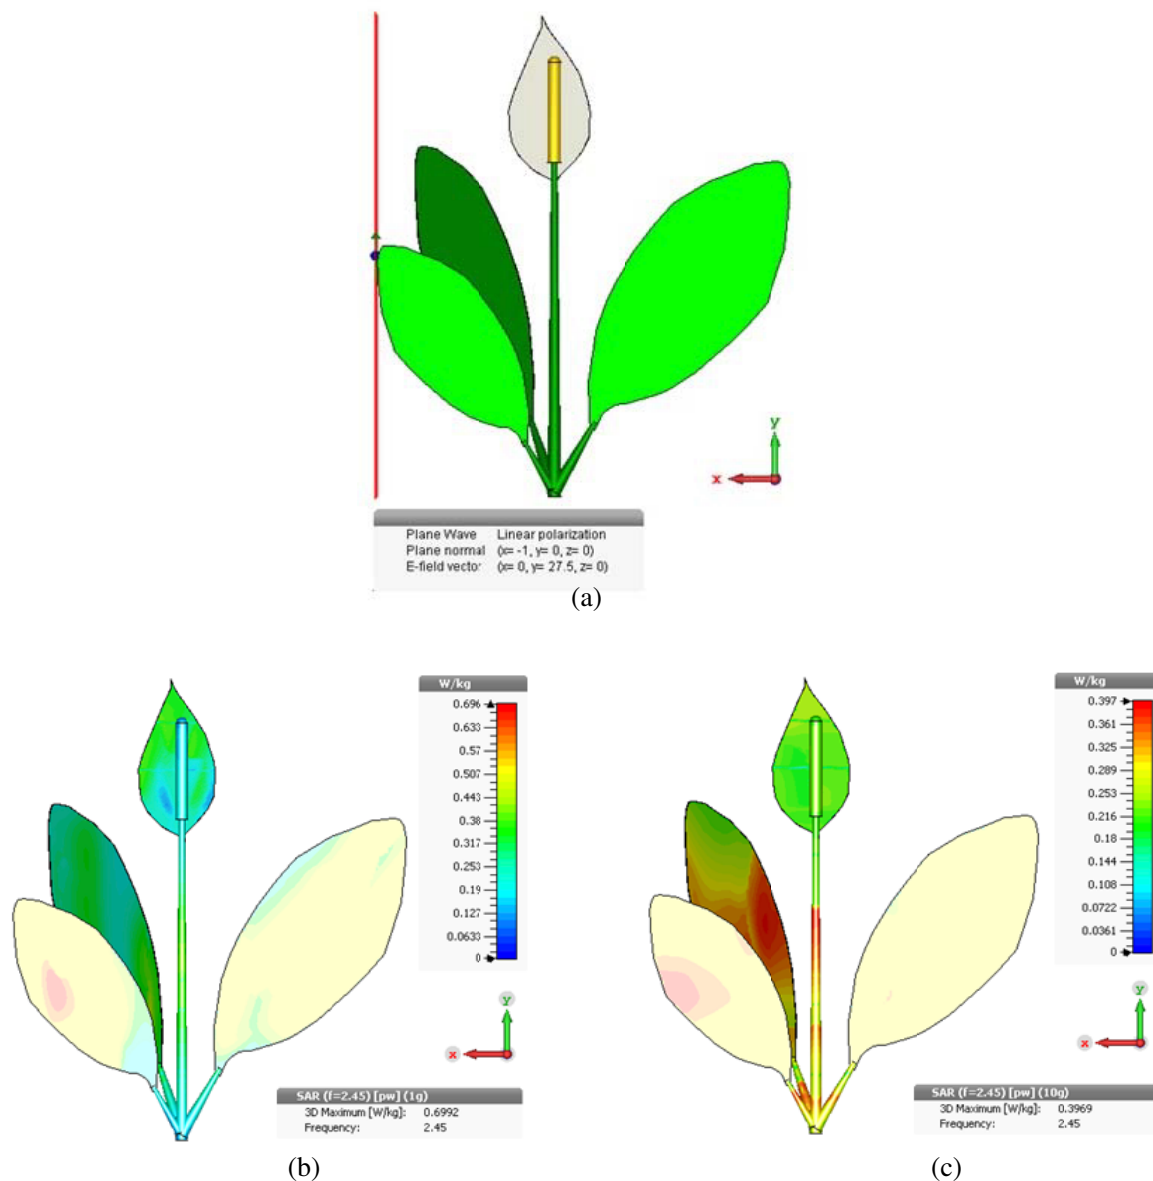 y
x
Plane Wave Linear polarization
Plane normal (x= -1, y= 0, z= 0)
E-field vector (x= 0, y= 27.5, z= 0)
(a)
W/kg
0.696
0.633
0.57
0.507
0.443
0.38
0.317
0.253
0.19
0.127
0.0633
0
y
x
SAR (f=2.45) [pw] (1g)
3D Maximum [W/kg]: 0.6992
Frequency: 2.45
(b)
W/kg
0.397
0.361
0.325
0.289
0.253
0.216
0.18
0.144
0.108
0.0722
0.0361
0
y
x
SAR (f=2.45) [pw] (10g)
3D Maximum [W/kg]: 0.3969
Frequency: 2.45
(c)